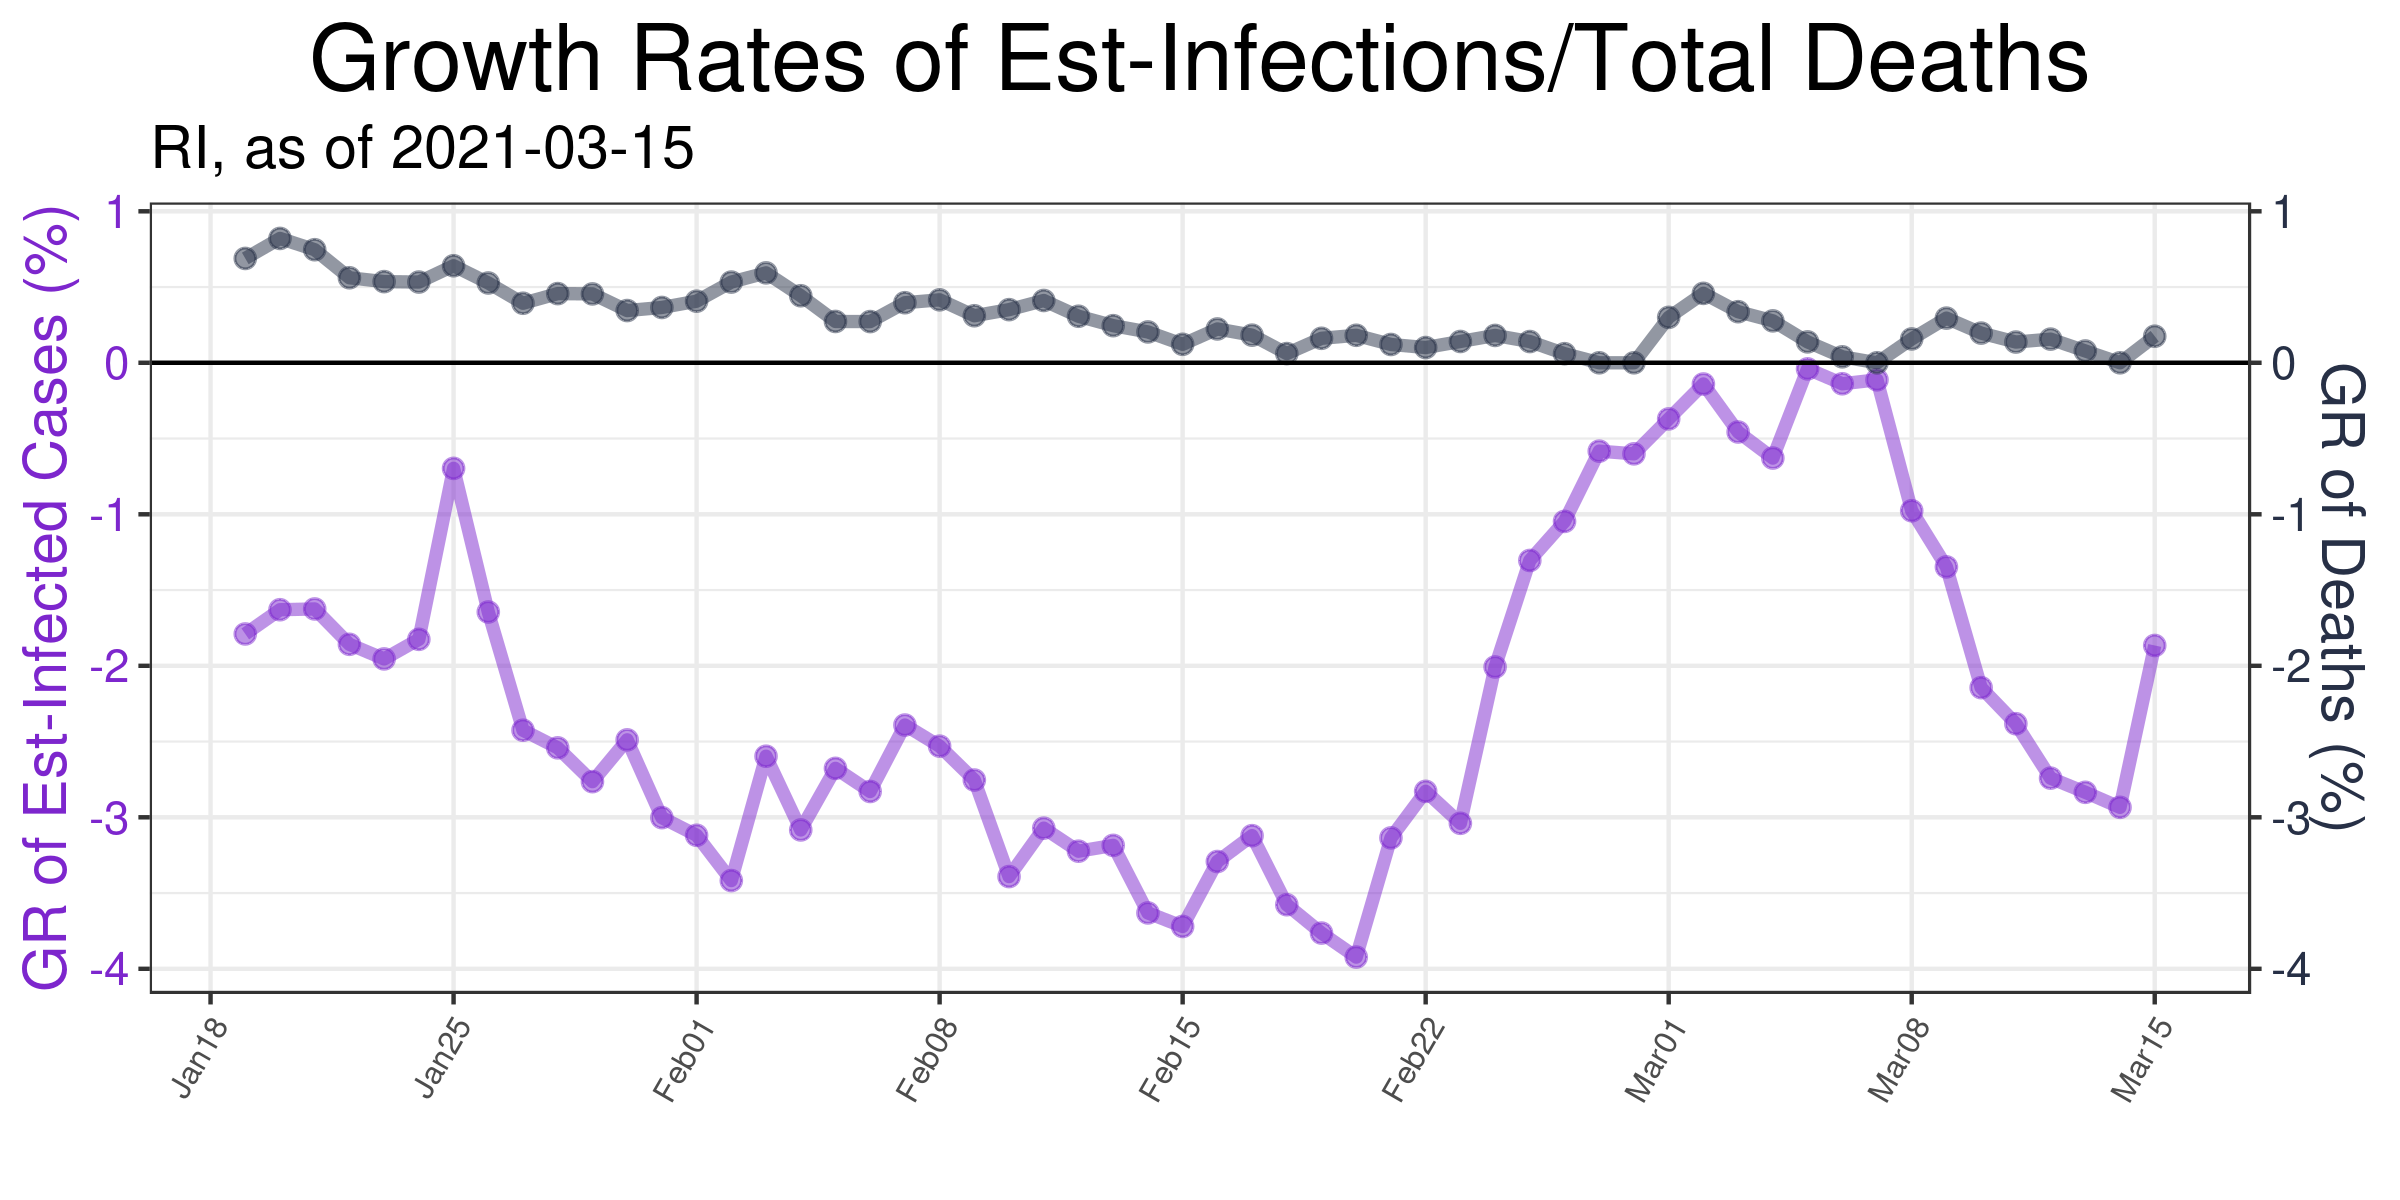 Growth Rates of Est-Infections/Total Deaths
RI, as of 2021-03-15
GR of Est-Infected Cases (%)
1
0
-1
-2
-3
-4
1
0
-1
-2
-3
-4
GR of Deaths (%)
Jan18
Jan25
Feb01
Feb08
Feb15
Feb22
Mar01
Mar08
Mar15